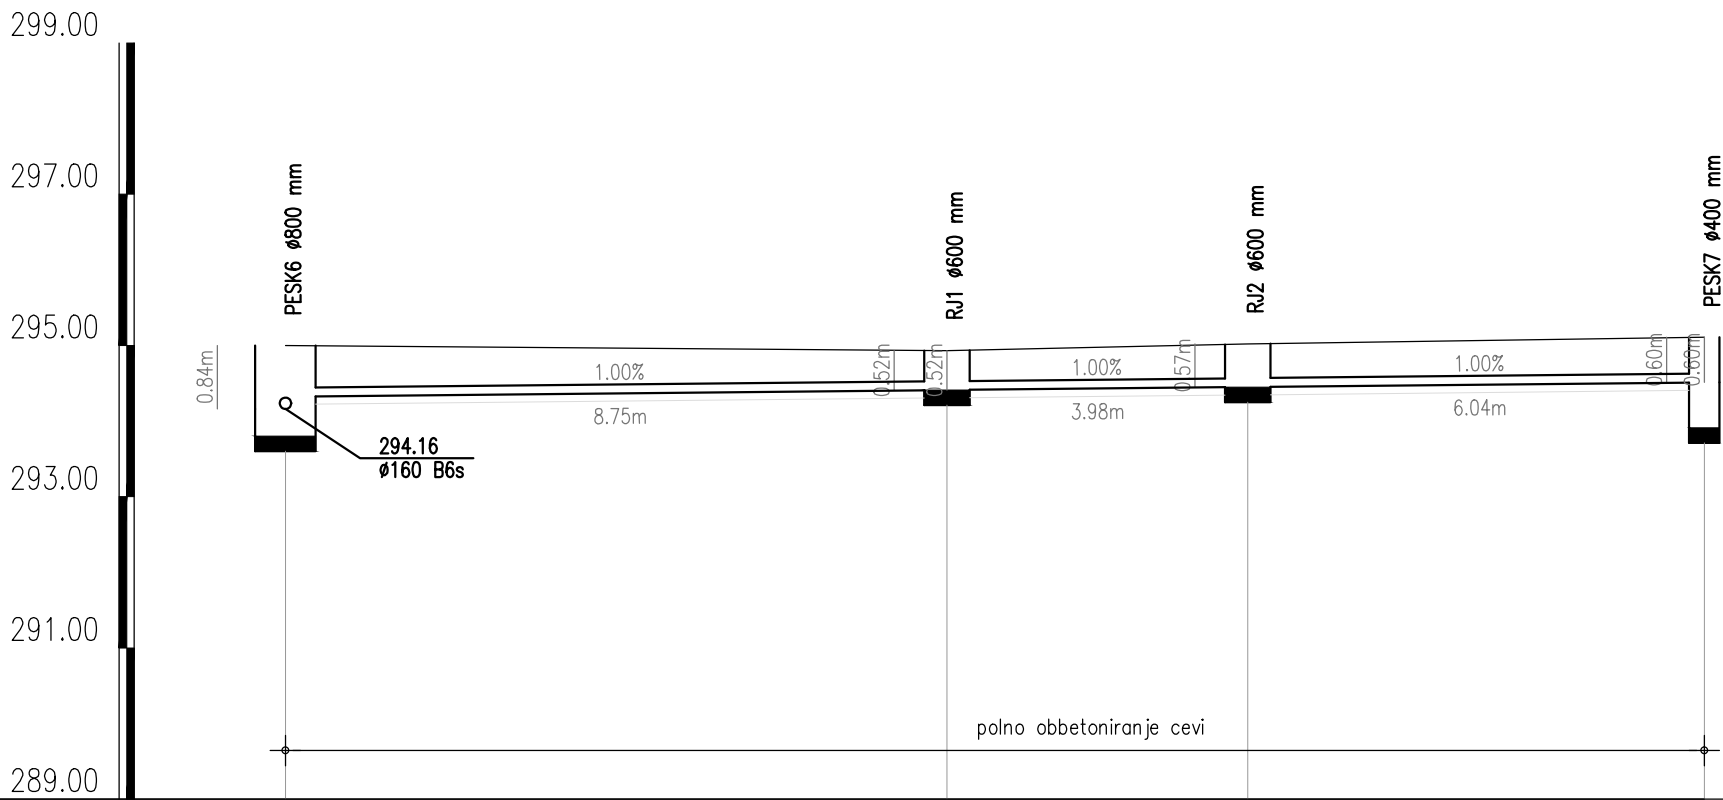 299.00
297.00
295.00
293.00
291.00
289.00
PESK6 ø800 mm
RJ1 ø600 mm
RJ2 ø600 mm
PESK7 ø400 mm
0.84m
1.00%
8.75m
294.16
ø160 B6s
0.52m
0.52m
1.00%
3.98m
0.57m
1.00%
6.04m
0.60m
0.60m
polno obbetoniranje cevi